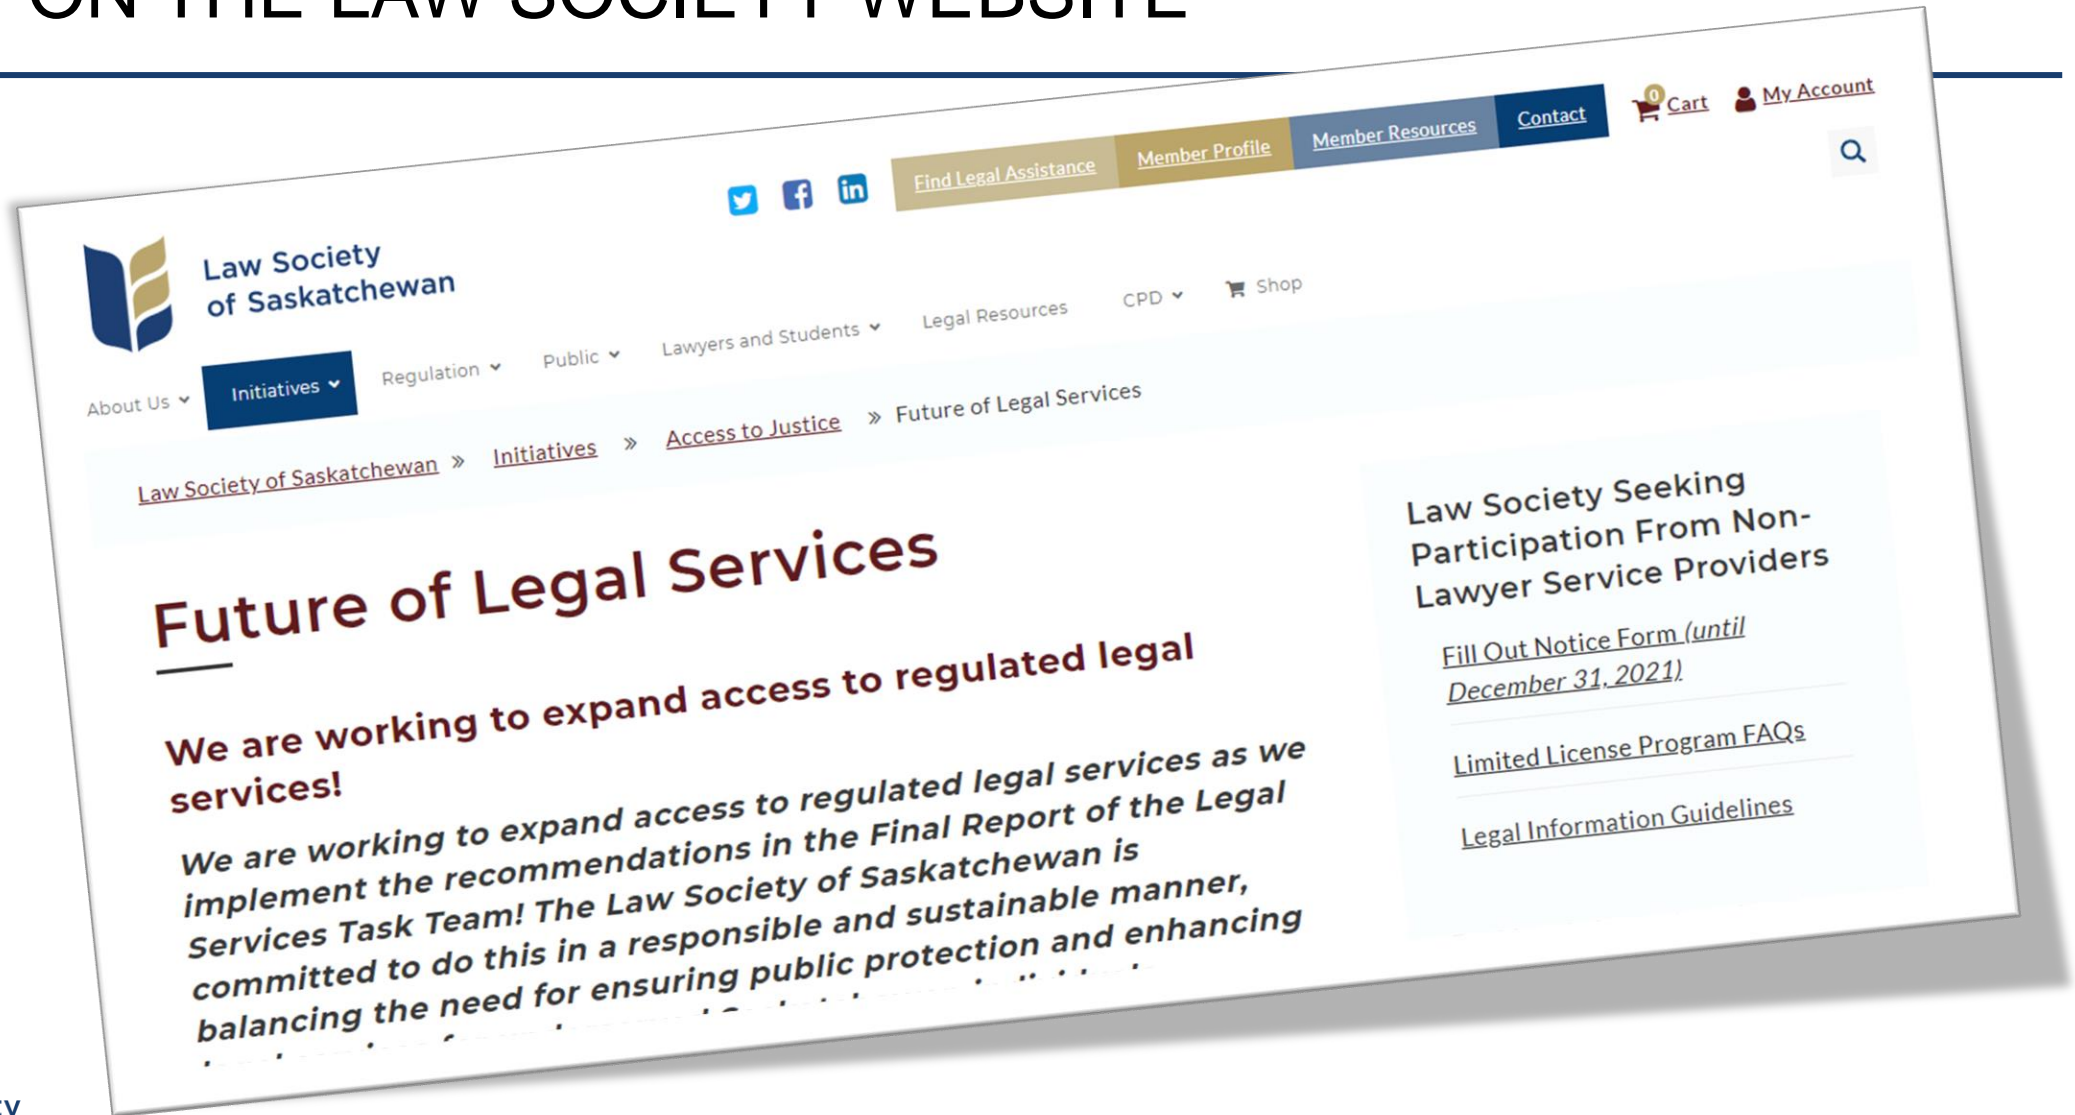 ON THE LAW SOCIETY WEBSITE
Find Legal Assistance
Member Profile
Member Resources
Contact
0
Cart
My Account
Law Society
of Saskatchewan
About Us
Initiatives
Regulation
Public
Lawyers and Students
Legal Resources
CPD
Shop
Law Society of Saskatchewan » Initiatives » Access to Justice » Future of Legal Services
Future of Legal Services
We are working to expand access to regulated legal
services!
We are working to expand access to regulated legal services as we
implement the recommendations in the Final Report of the Legal
Services Task Team! The Law Society of Saskatchewan is
committed to do this in a responsible and sustainable manner,
balancing the need for ensuring public protection and enhancing
Law Society Seeking
Participation From Non-
Lawyer Service Providers
Fill Out Notice Form (until
December 31, 2021)
Limited License Program FAQs
Legal Information Guidelines